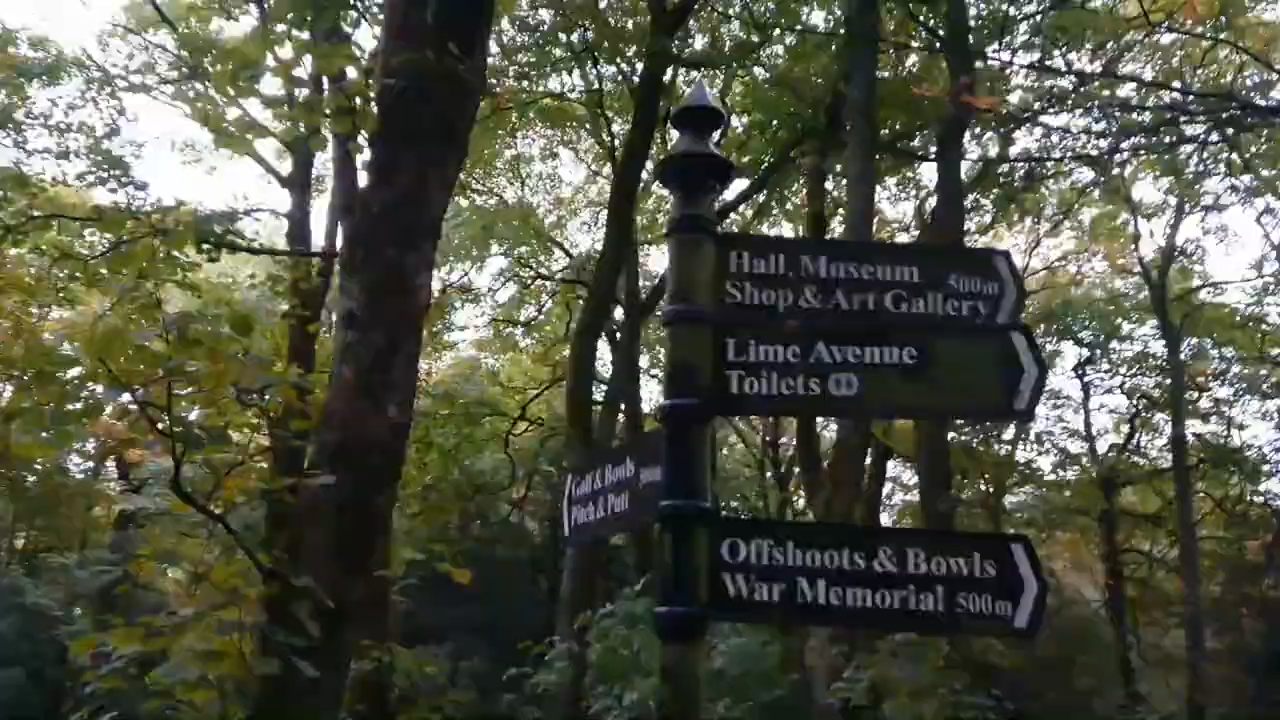 Hall, Museum 500m
Shop & Art Gallery
Lime Avenue
Toilets
Golf & Bowls
Pitch & Putt
Offshoots & Bowls
War Memorial 500m